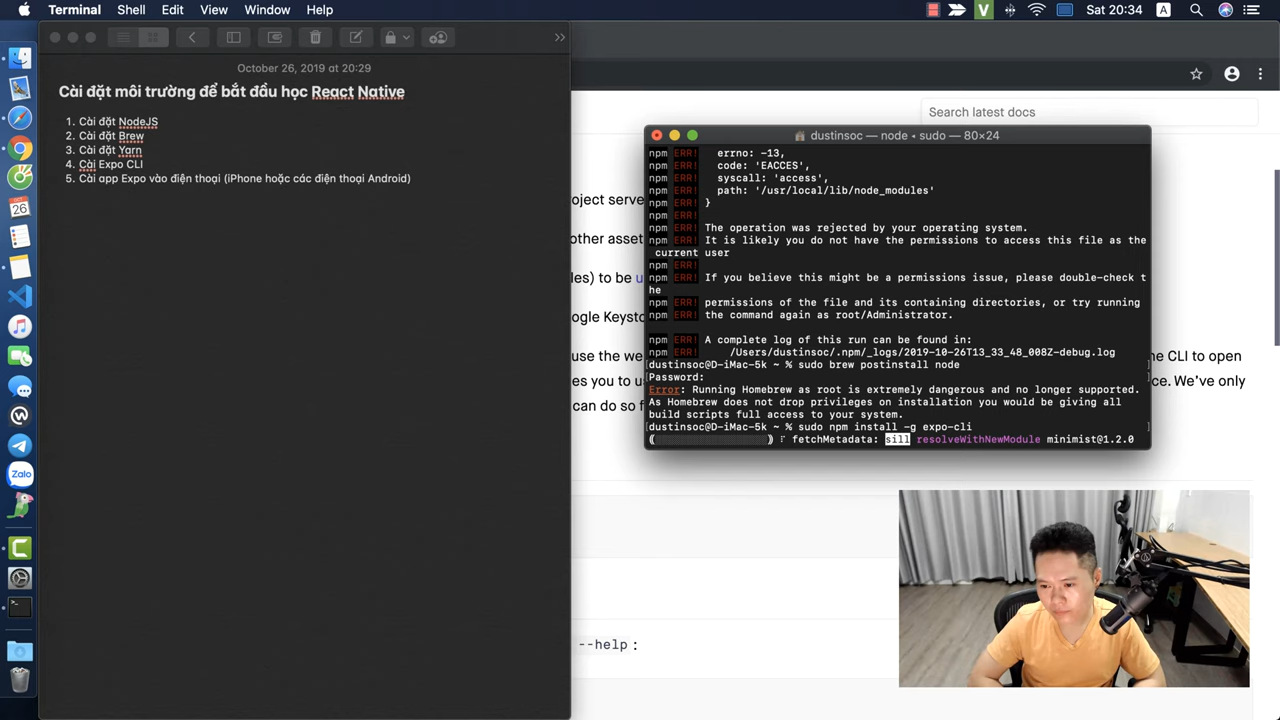 Terminal Shell Edit View Window Help
V
Sat 20:34 A
October 26, 2019 at 20:29
Cài đặt môi trường để bắt đầu học React Native
1. Cài đặt NodeJS
2. Cài đặt Brew
3. Cài đặt Yarn
4. Cài Expo CLI
5. Cài app Expo vào điện thoại (iPhone hoặc các điện thoại Android)
Search latest docs
oject serve
other asset
les) to be u
ogle Keysto
use the we
he CLI to open
es you to u
ce. We’ve only
can do so f
--help :
dustinsoc — node • sudo — 80×24
npm ERR! errno: -13,
npm ERR! code: 'EACCES',
npm ERR! syscall: 'access',
npm ERR! path: '/usr/local/lib/node_modules'
npm ERR! }
npm ERR!
npm ERR! The operation was rejected by your operating system.
npm ERR! It is likely you do not have the permissions to access this file as the
current user
npm ERR!
npm ERR! If you believe this might be a permissions issue, please double-check t
he
npm ERR! permissions of the file and its containing directories, or try running
npm ERR! the command again as root/Administrator.
npm ERR! A complete log of this run can be found in:
npm ERR! /Users/dustinsoc/.npm/_logs/2019-10-26T13_33_48_008Z-debug.log
[dustinsoc@D-iMac-5k ~ % sudo brew postinstall node ]
[Password: ]
Error: Running Homebrew as root is extremely dangerous and no longer supported.
As Homebrew does not drop privileges on installation you would be giving all
build scripts full access to your system.
[dustinsoc@D-iMac-5k ~ % sudo npm install -g expo-cli ]
fetchMetadata: sill resolveWithNewModule minimist@1.2.0
OCT
26
Zalo